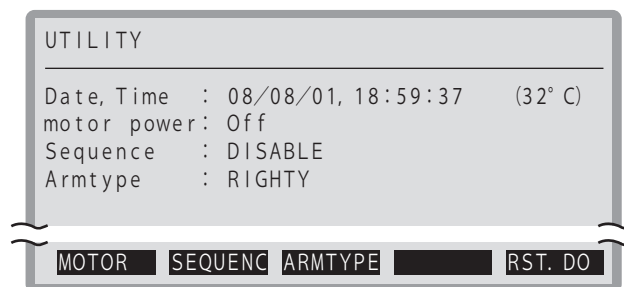 UTILITY
Date, Time : 08/08/01, 18:59:37 (32°C)
motor power: Off
Sequence : DISABLE
Armtype : RIGHTY
MOTOR SEQUENC ARMTYPE RST. DO